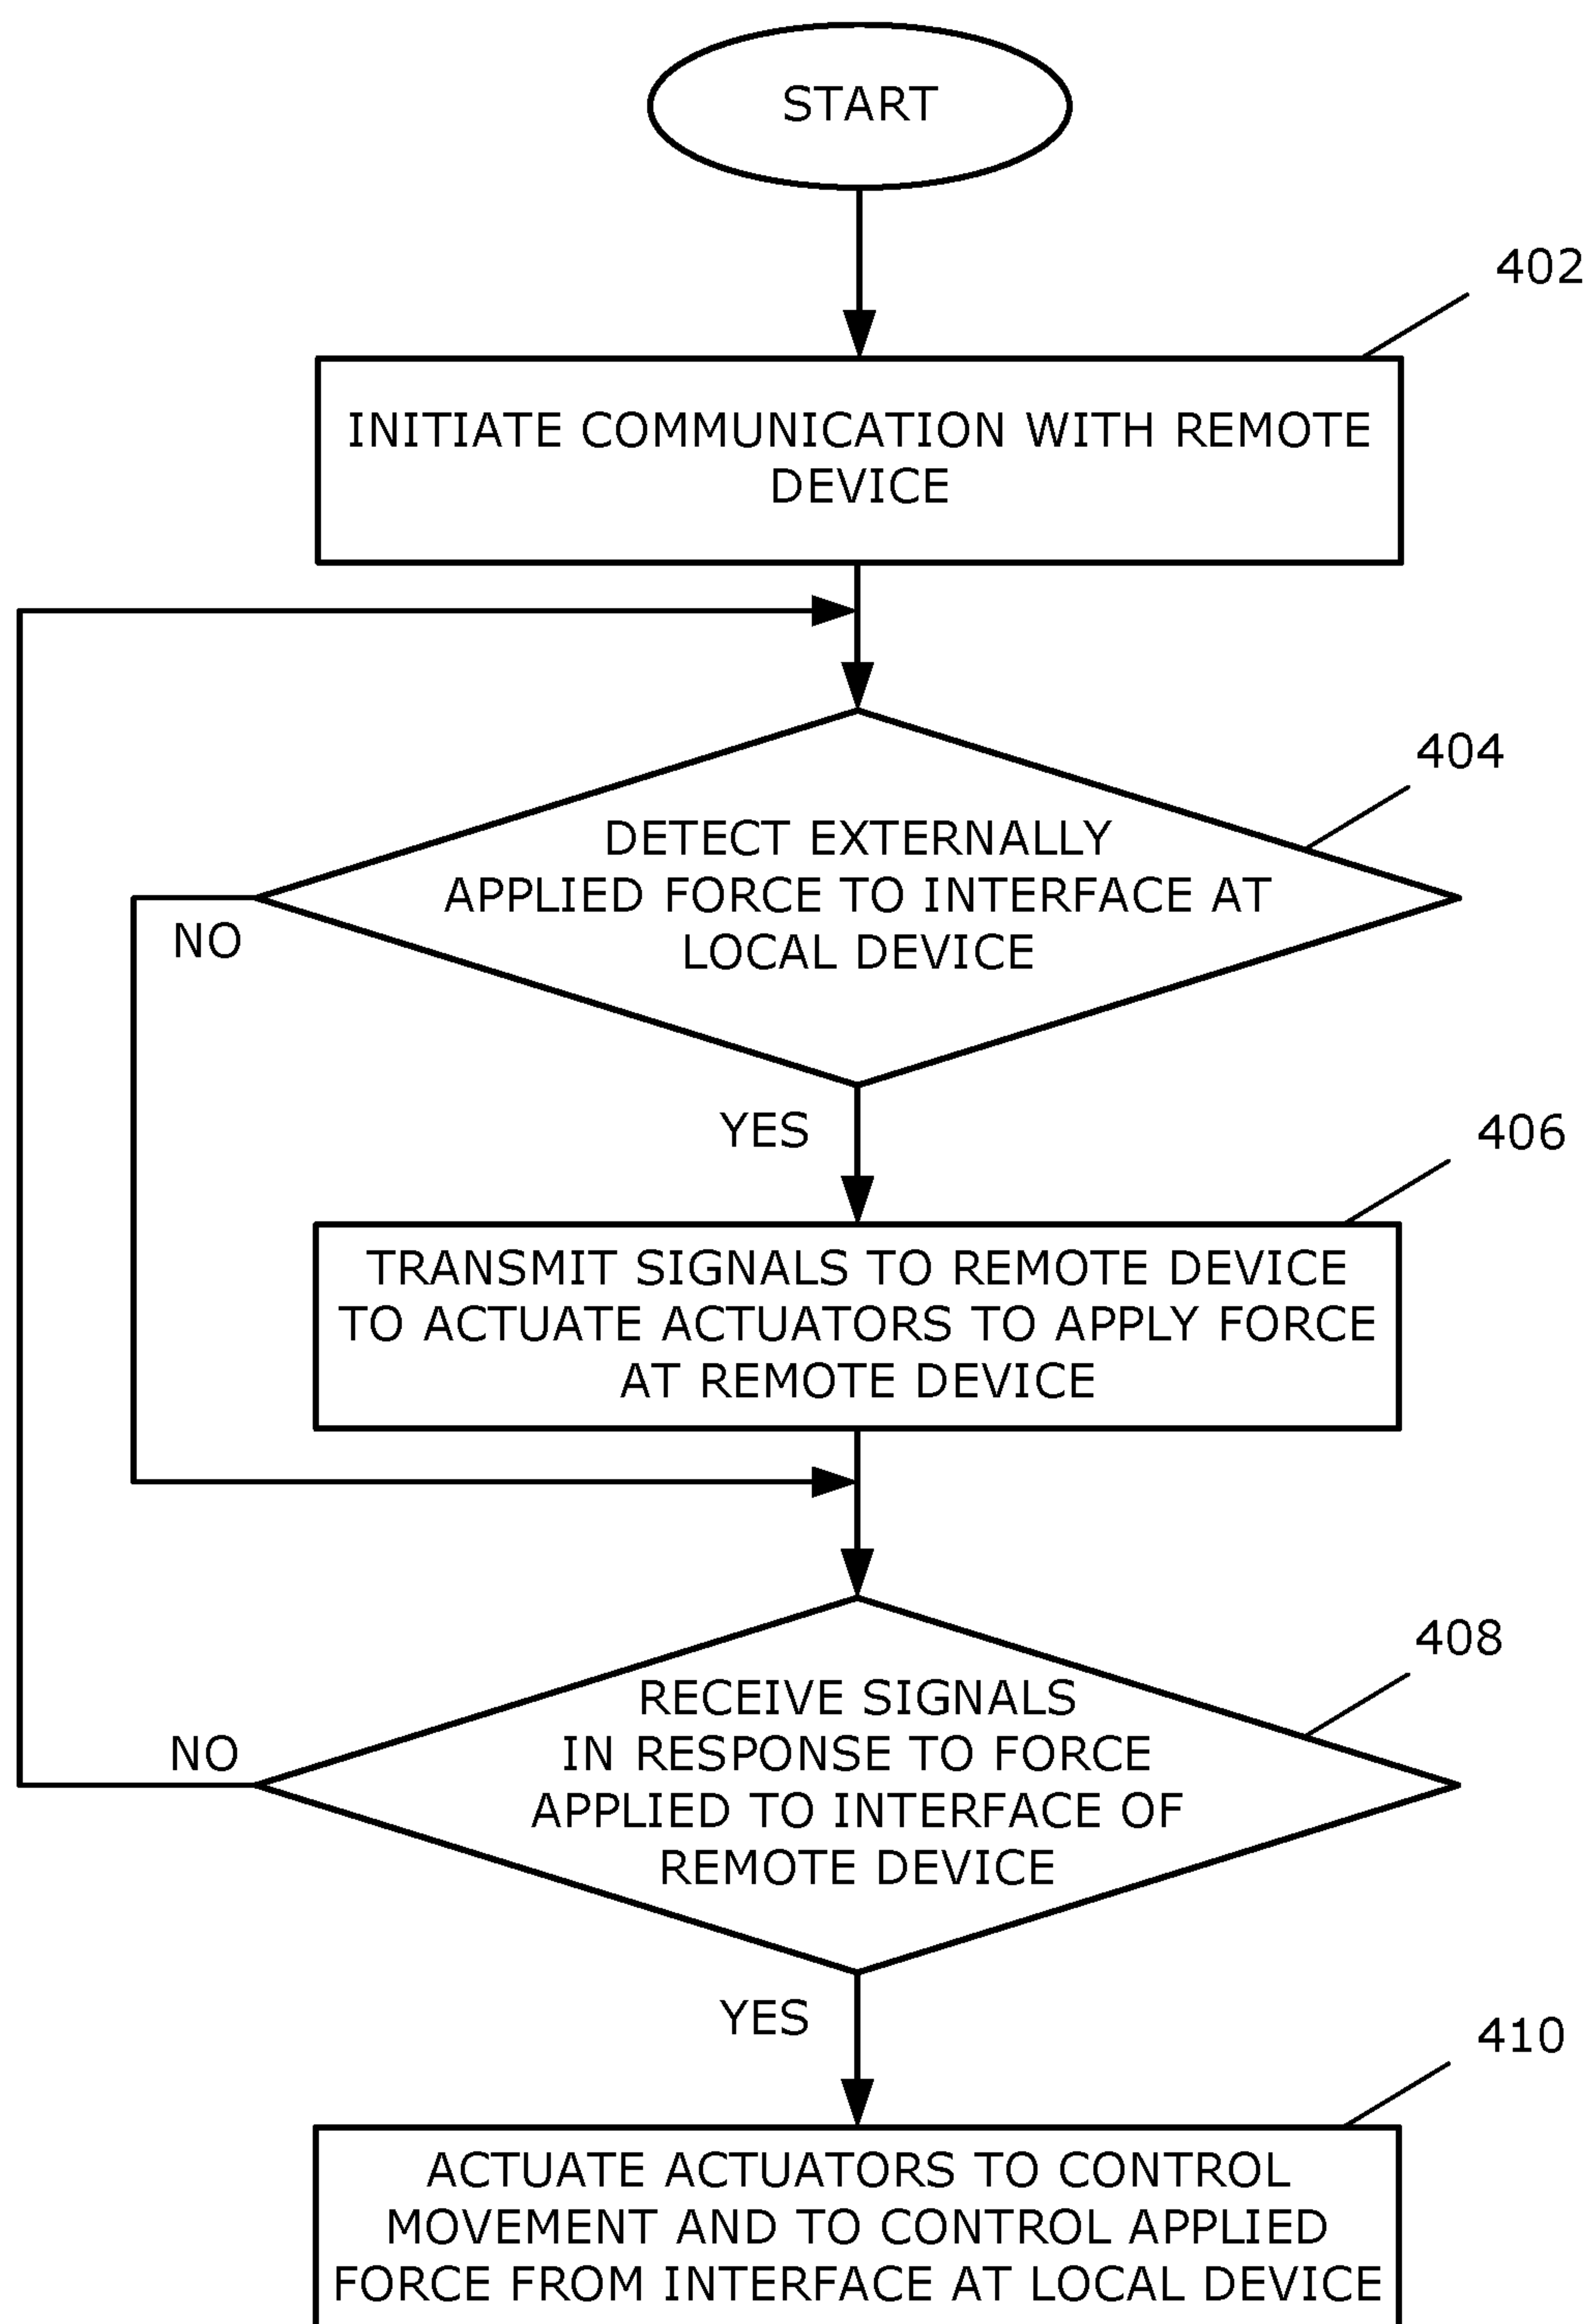 START
402
INITIATE COMMUNICATION WITH REMOTE
DEVICE
404
DETECT EXTERNALLY
APPLIED FORCE TO INTERFACE AT
LOCAL DEVICE
NO
YES
406
TRANSMIT SIGNALS TO REMOTE DEVICE
TO ACTUATE ACTUATORS TO APPLY FORCE
AT REMOTE DEVICE
408
RECEIVE SIGNALS
IN RESPONSE TO FORCE
APPLIED TO INTERFACE OF
REMOTE DEVICE
NO
YES
410
ACTUATE ACTUATORS TO CONTROL
MOVEMENT AND TO CONTROL APPLIED
FORCE FROM INTERFACE AT LOCAL DEVICE